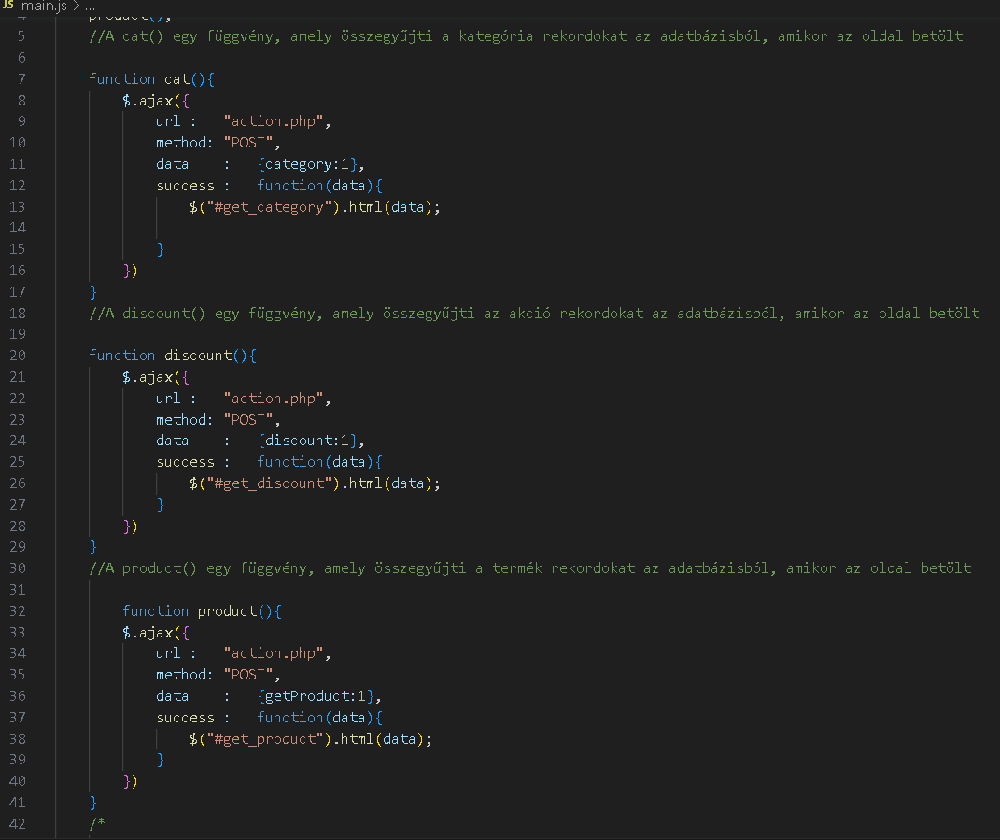 JS main.js > ...
4 product();
5 //A cat() egy függvény, amely összegyűjti a kategória rekordokat az adatbázisból, amikor az oldal betölt
6
7 function cat(){
8 $.ajax({
9 url : "action.php",
10 method: "POST",
11 data : {category:1},
12 success : function(data){
13 $("#get_category").html(data);
14
15 }
16 })
17 }
18 //A discount() egy függvény, amely összegyűjti az akció rekordokat az adatbázisból, amikor az oldal betölt
19
20 function discount(){
21 $.ajax({
22 url : "action.php",
23 method: "POST",
24 data : {discount:1},
25 success : function(data){
26 $("#get_discount").html(data);
27 }
28 })
29 }
30 //A product() egy függvény, amely összegyűjti a termék rekordokat az adatbázisból, amikor az oldal betölt
31
32 function product(){
33 $.ajax({
34 url : "action.php",
35 method: "POST",
36 data : {getProduct:1},
37 success : function(data){
38 $("#get_product").html(data);
39 }
40 })
41 }
42 /*